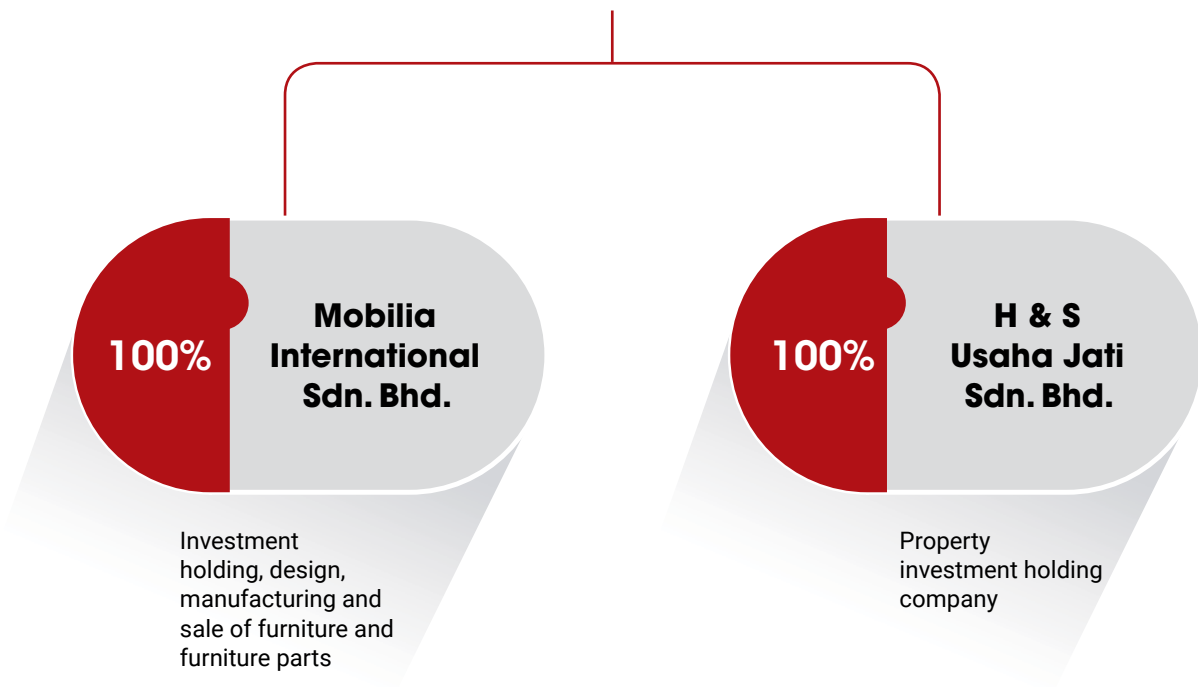 100%
Mobilia
International
Sdn. Bhd.
Investment
holding, design,
manufacturing and
sale of furniture and
furniture parts
100%
H & S
Usaha Jati
Sdn. Bhd.
Property
investment holding
company